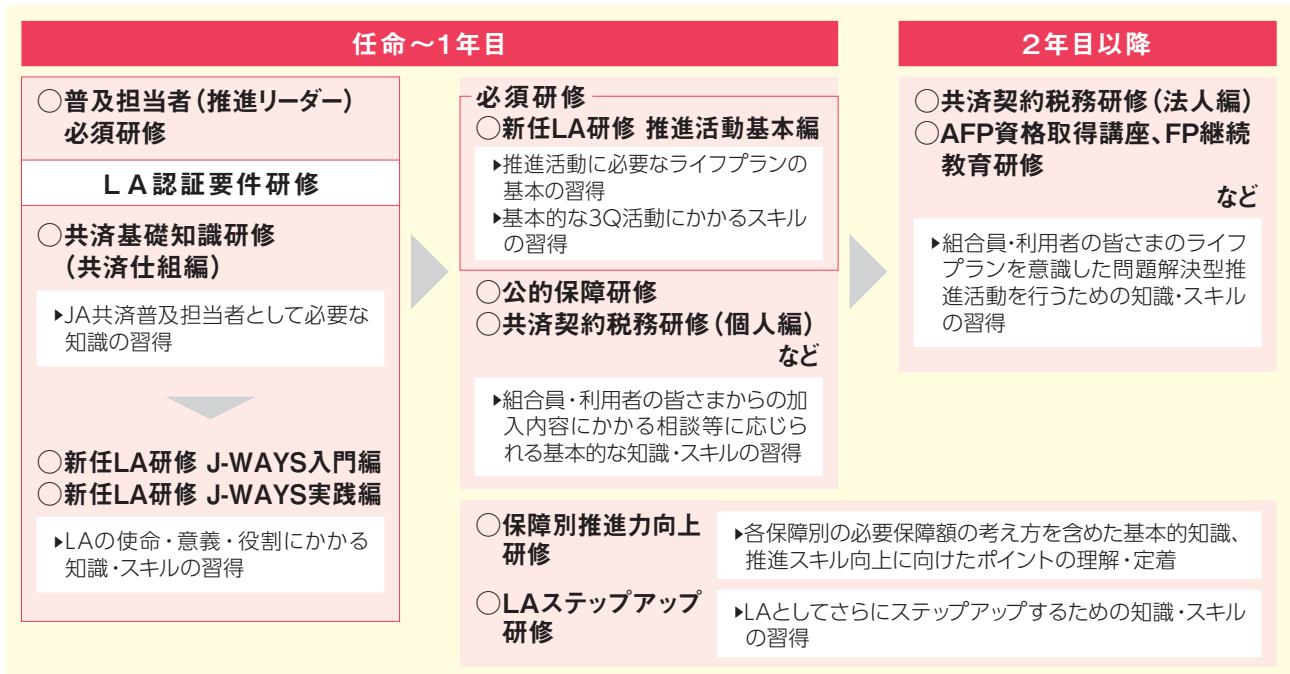 任命～1年目
○普及担当者（推進リーダー）
必須研修
ＬＡ認証要件研修
○共済基礎知識研修
（共済仕組編）
▶JA共済普及担当者として必要な
知識の習得
○新任LA研修 J-WAYS入門編
○新任LA研修 J-WAYS実践編
▶LAの使命・意義・役割にかかる
知識・スキルの習得
必須研修
○新任LA研修 推進活動基本編
▶推進活動に必要なライフプランの
基本の習得
▶基本的な3Q活動にかかるスキル
の習得
○公的保障研修
○共済契約税務研修（個人編）
など
▶組合員・利用者の皆さまからの加
入内容にかかる相談等に応じら
れる基本的な知識・スキルの習得
2年目以降
○共済契約税務研修（法人編）
○AFP資格取得講座、FP継続
教育研修
など
▶組合員・利用者の皆さまのライフ
プランを意識した問題解決型推
進活動を行うための知識・スキル
の習得
○保障別推進力向上
研修
▶各保障別の必要保障額の考え方を含めた基本的知識、
推進スキル向上に向けたポイントの理解・定着
○LAステップアップ
研修
▶LAとしてさらにステップアップするための知識・スキル
の習得